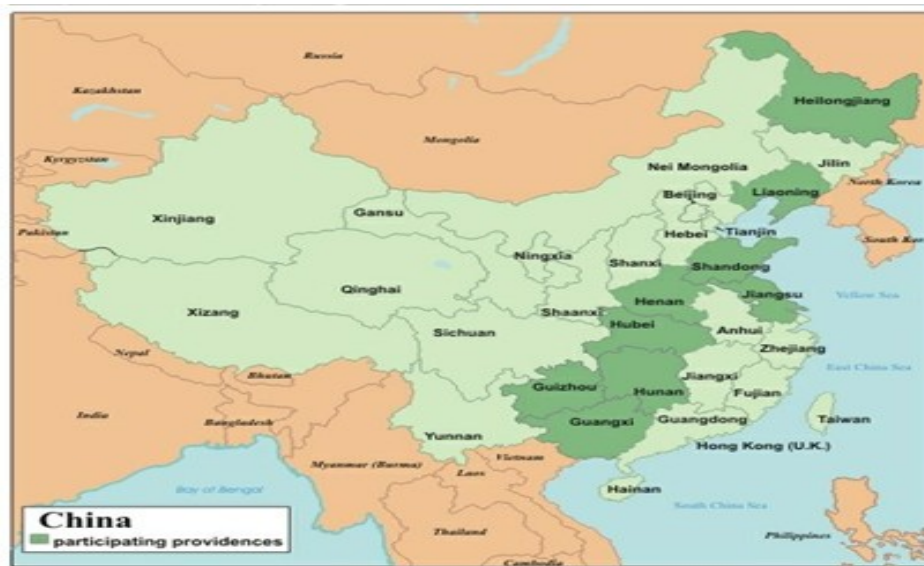 Russia
Kazakhstan
Mongolia
Heilongjiang
Kyrgyzstan
Nei Mongolia
Jilin
Beijing
Liaoning
North Korea
Xinjiang
Gansu
Pakistan
Hebei
Tianjin
South Kor
Ningxia
Shanxi
Shandong
Qinghai
Henan
Jiangsu
Yellow Sea
Xizang
Shaanxi
Hubei
Anhui
Sichuan
Zhejiang
Nepal
East China Sea
Bhutan
Guizhou
Jiangxi
Hunan
Fujian
India
Bangladesh
Guangxi
Guangdong
Taiwan
Yunnan
Hong Kong (U.K.)
Vietnam
Myanmar (Burma)
Laos
Bay of Bengal
Hainan
South China Sea
China
participating providences
Thailand
Philippines
Cambodia